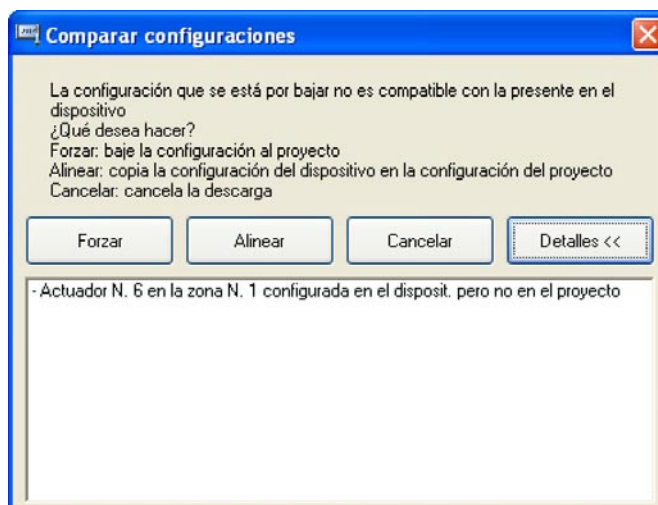 Comparar configuraciones
La configuración que se está por bajar no es compatible con la presente en el
dispositivo
¿Qué desea hacer?
Forzar: baje la configuración al proyecto
Alinear: copia la configuración del dispositivo en la configuración del proyecto
Cancelar: cancela la descarga
Forzar Alinear Cancelar Detalles <<
- Actuador N. 6 en la zona N. 1 configurada en el disposit. pero no en el proyecto